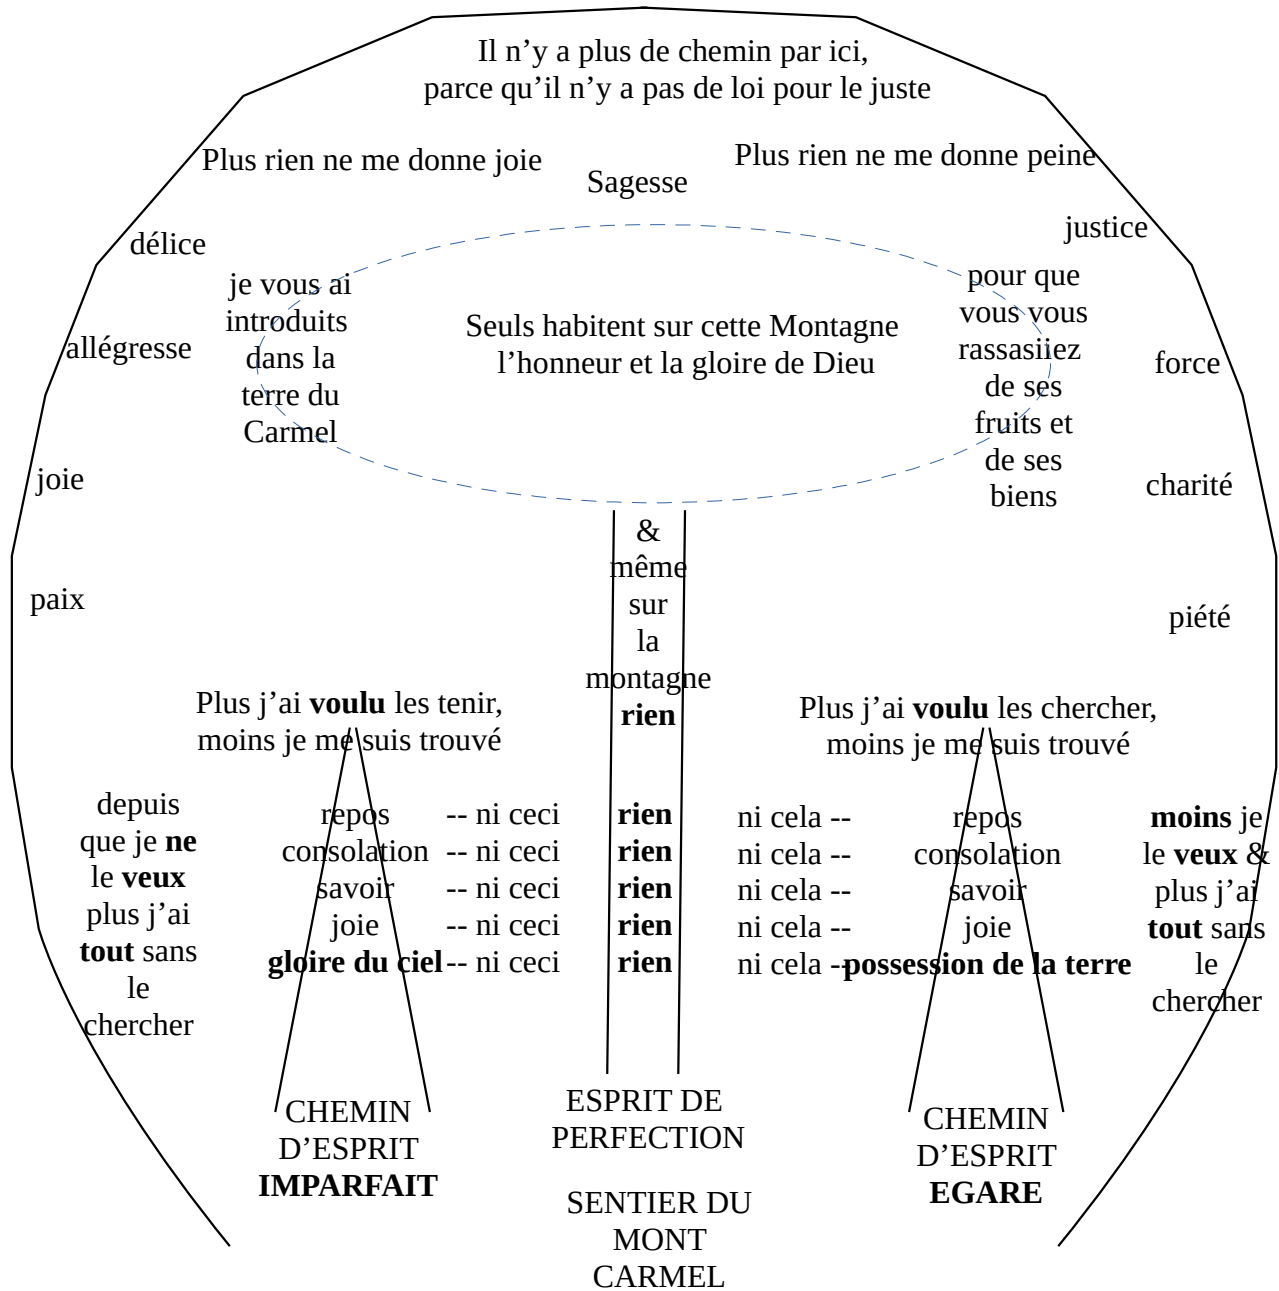 Il n’y a plus de chemin par ici,
parce qu’il n’y a pas de loi pour le juste
Plus rien ne me donne joie
Plus rien ne me donne peine
Sagesse
délice
justice
je vous ai
introduits
dans la
terre du
Carmel
Seuls habitent sur cette Montagne
l’honneur et la gloire de Dieu
pour que
vous vous
rassasiiez
de ses
fruits et
de ses
biens
allégresse
force
joie
charité
paix
piété
&
même
sur
la
montagne
rien
Plus j’ai voulu les tenir,
moins je me suis trouvé
Plus j’ai voulu les chercher,
moins je me suis trouvé
depuis
que je ne
le veux
plus j’ai
tout sans
le
chercher
repos -- ni ceci rien ni cela -- repos
consolation -- ni ceci rien ni cela -- consolation
savoir -- ni ceci rien ni cela -- savoir
joie -- ni ceci rien ni cela -- joie
gloire du ciel -- ni ceci rien ni cela -- possession de la terre
moins je
le veux &
plus j’ai
tout sans
le
chercher
CHEMIN
D’ESPRIT
IMPARFAIT
ESPRIT DE
PERFECTION
SENTIER DU
MONT
CARMEL
CHEMIN
D’ESPRIT
EGARE